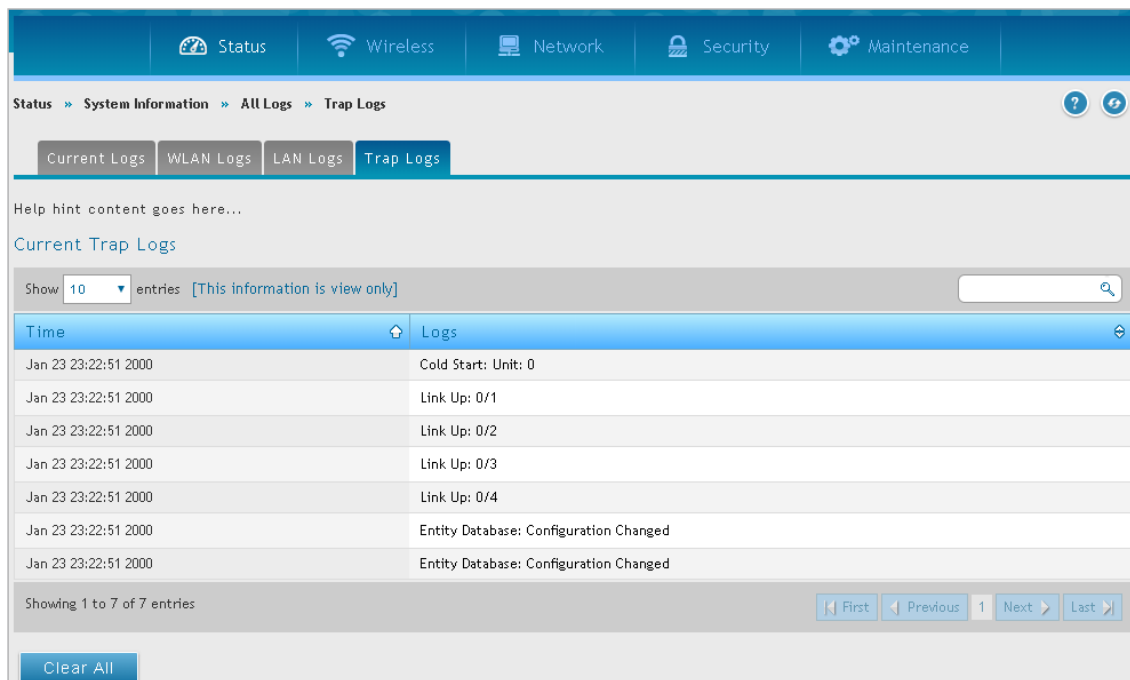 Status Wireless Network Security Maintenance
Status » System Information » All Logs » Trap Logs
?
Current Logs WLAN Logs LAN Logs Trap Logs
Help hint content goes here...
Current Trap Logs
Show 10 entries [This information is view only]
Time Logs
Jan 23 23:22:51 2000 Cold Start: Unit: 0
Jan 23 23:22:51 2000 Link Up: 0/1
Jan 23 23:22:51 2000 Link Up: 0/2
Jan 23 23:22:51 2000 Link Up: 0/3
Jan 23 23:22:51 2000 Link Up: 0/4
Jan 23 23:22:51 2000 Entity Database: Configuration Changed
Jan 23 23:22:51 2000 Entity Database: Configuration Changed
Showing 1 to 7 of 7 entries First Previous 1 Next Last
Clear All